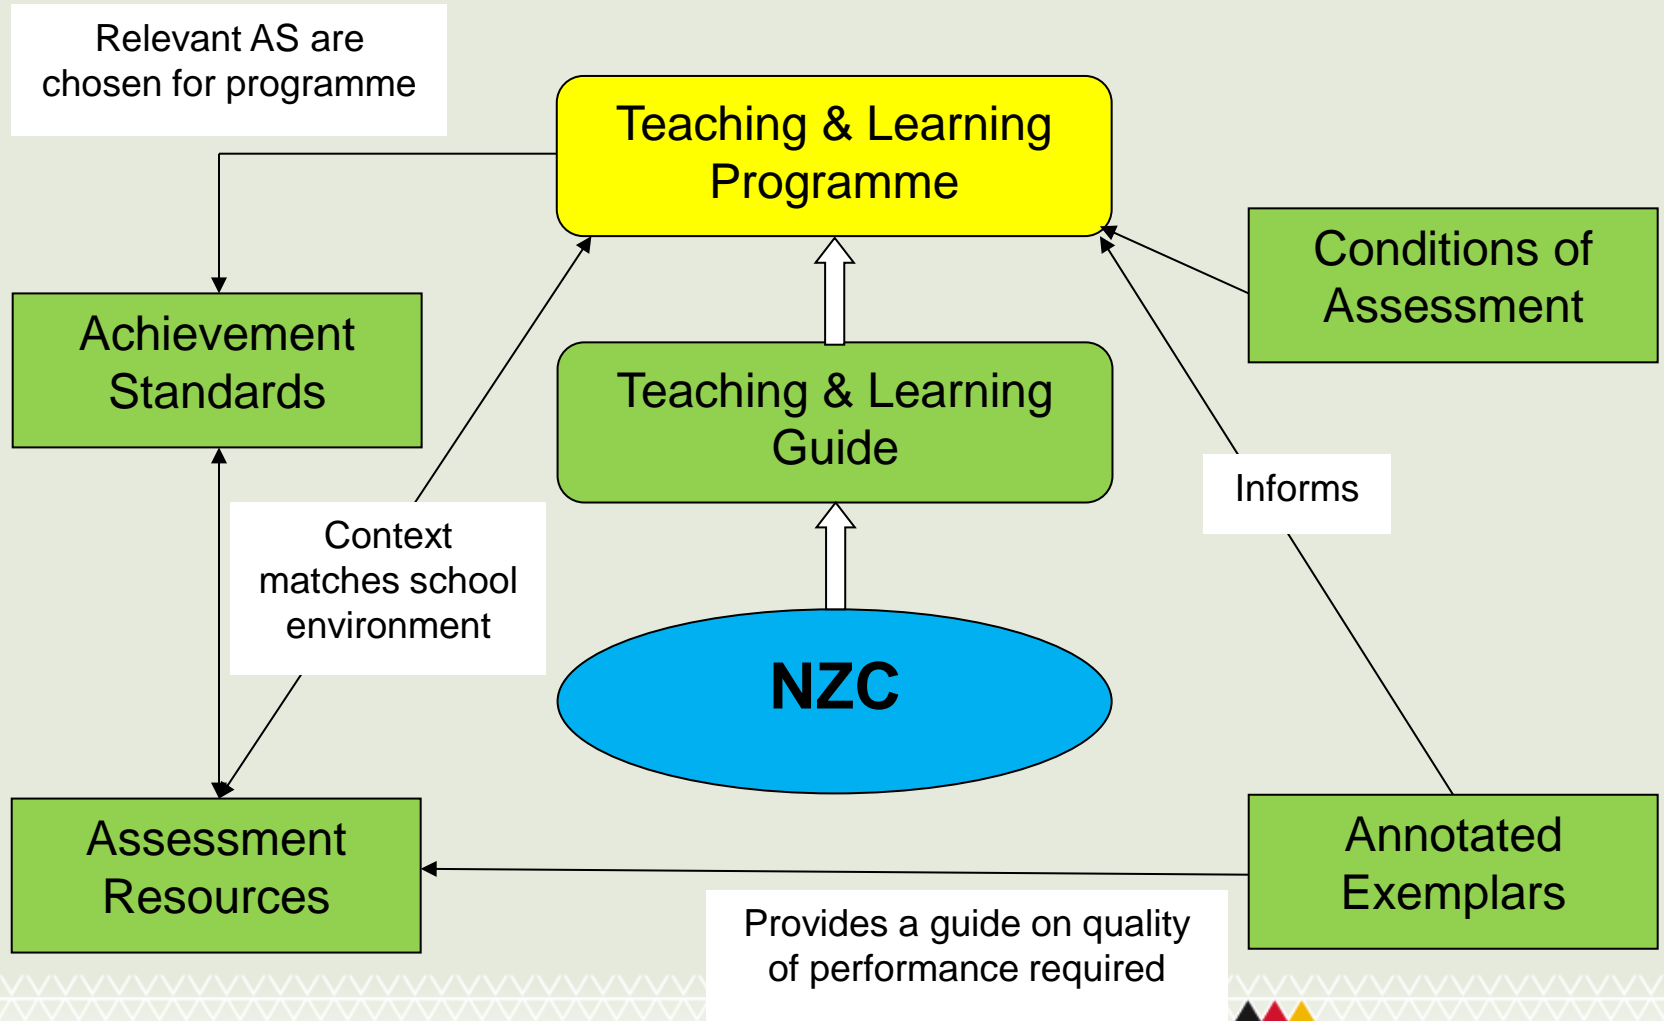 Relevant AS are
chosen for programme
Teaching & Learning
Programme
Conditions of
Assessment
Achievement
Standards
Teaching & Learning
Guide
Informs
Context
matches school
environment
NZC
Assessment
Resources
Annotated
Exemplars
Provides a guide on quality
of performance required